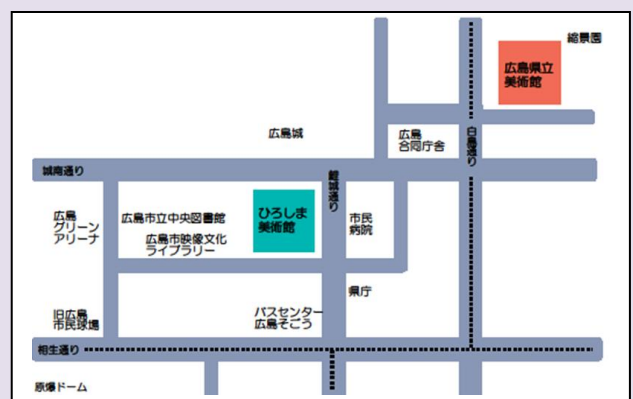 縮景園
広島県立
美術館
広島城
広島
合同庁舎
白島通り
城南通り
鯉城通り
広島
グリーン
アリーナ
広島市立中央図書館
広島市映像文化
ライブラリー
ひろしま
美術館
市民
病院
県庁
旧広島
市民球場
バスセンター
広島そごう
相生通り
原爆ドーム